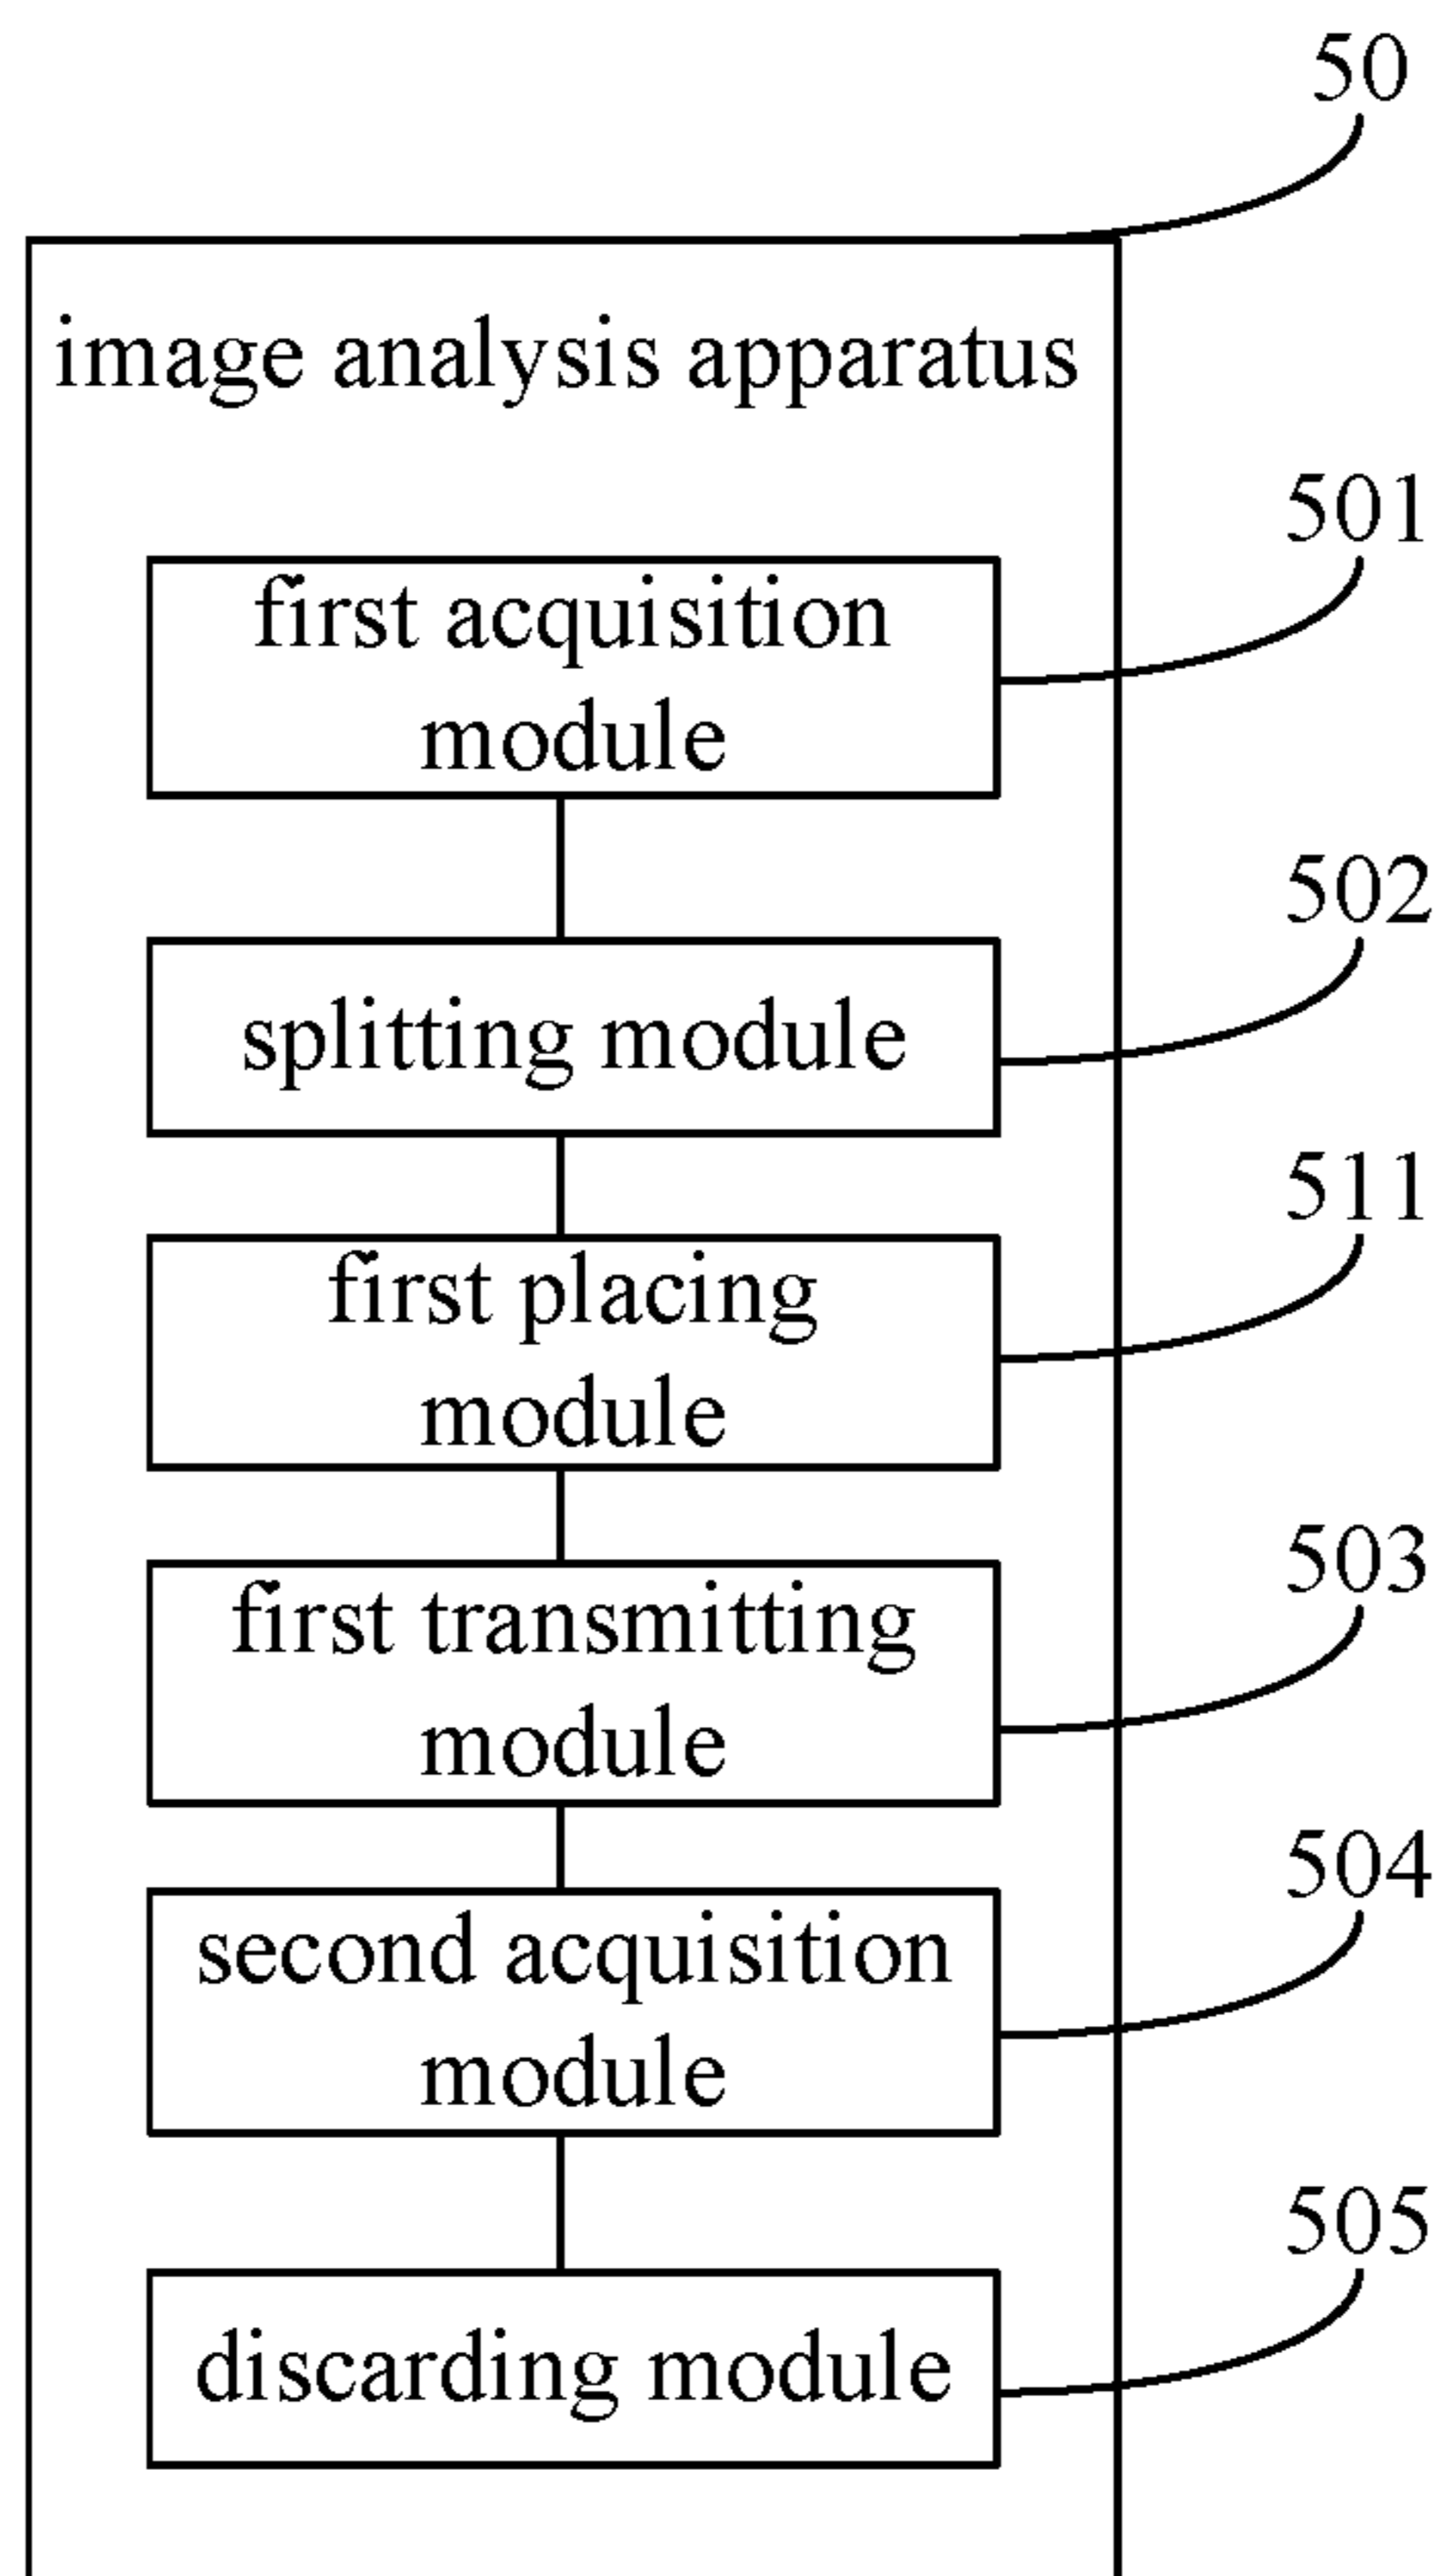 50
image analysis apparatus
501
first acquisition
module
502
splitting module
511
first placing
module
503
first transmitting
module
504
second acquisition
module
505
discarding module